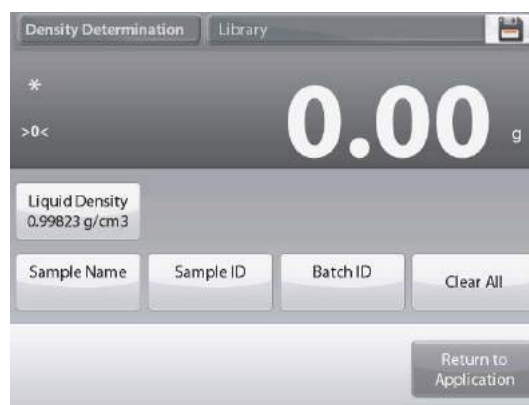 Density Determination Library
*
>0<
0.00 g
Liquid Density
0.99823 g/cm3
Sample Name Sample ID Batch ID Clear All
Return to
Application